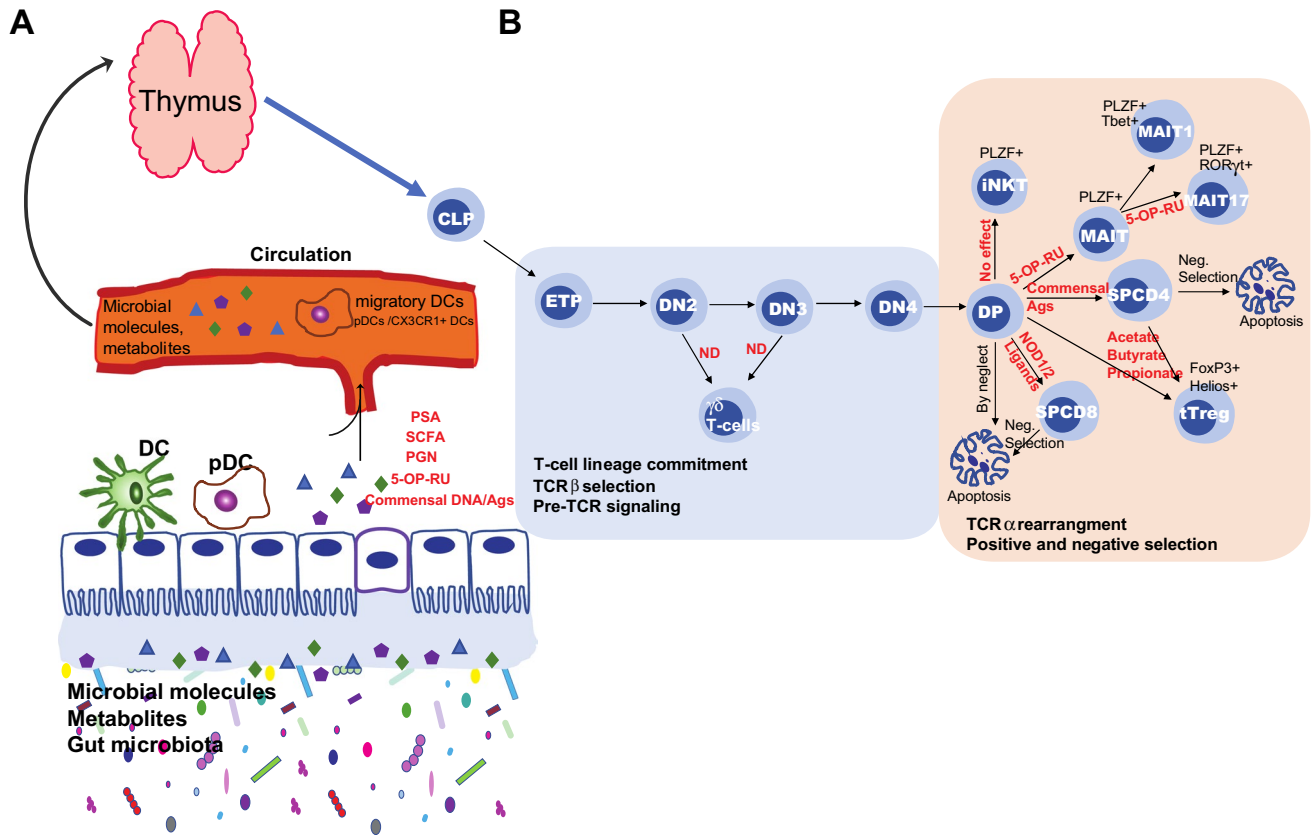 A
B
Thymus
CLP
Circulation
Microbial
molecules,
metabolites
migratory DCs
pDCs /CX3CR1+ DCs
DC
pDC
PSA
SCFA
PGN
5-OP-RU
Commensal DNA/Ags
Microbial molecules
Metabolites
Gut microbiota
ETP
DN2
DN3
DN4
ND
ND
γδ
T-cells
T-cell lineage commitment
TCR β selection
Pre-TCR signaling
DP
No effect
PLZF+
iNKT
5-OP-RU
PLZF+
MAIT
PLZF+
Tbet+
MAIT1
5-OP-RU
PLZF+
RORγt+
MAIT17
Commensal
Ags
SPCD4
Neg.
Selection
Apoptosis
Acetate
Butyrate
Propionate
FoxP3+
Helios+
tTreg
NOD1/2
Ligands
SPCD8
Neg.
Selection
By neglect
Apoptosis
TCR α rearrangment
Positive and negative selection